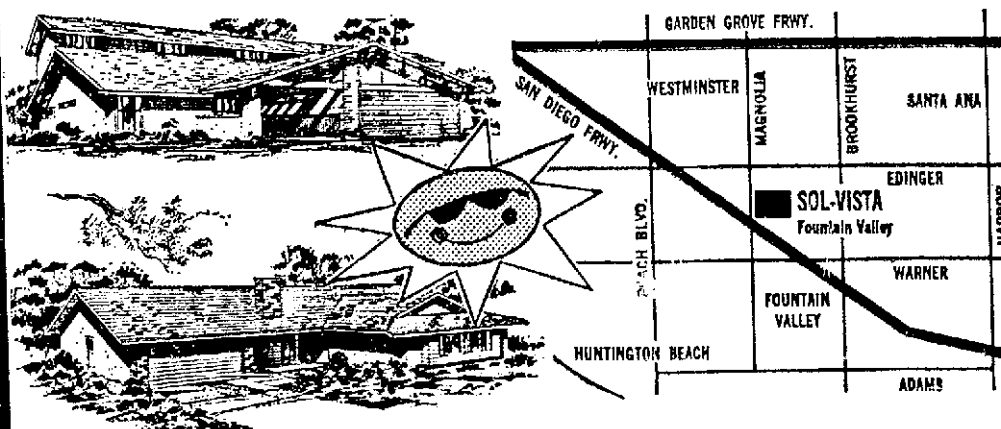 GARDEN GROVE FRWY.
WESTMINSTER
MAGNOLIA
BROOKHURST
SANTA ANA
SAN DIEGO FRWY.
EDINGER
SOL-VISTA
Fountain Valley
BLVD.
WARNER
FOUNTAIN
VALLEY
HUNTINGTON BEACH
ADAMS